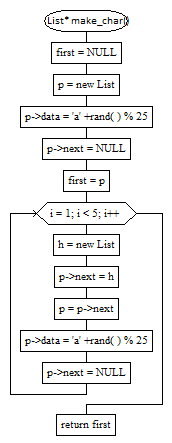 List* make_char(
first = NULL
p = new List
p->data = 'a' +rand( ) % 25
p->next = NULL
first = p
i = 1; i < 5; i++
h = new List
p->next = h
p = p->next
p->data = 'a' +rand( ) % 25
p->next = NULL
return first